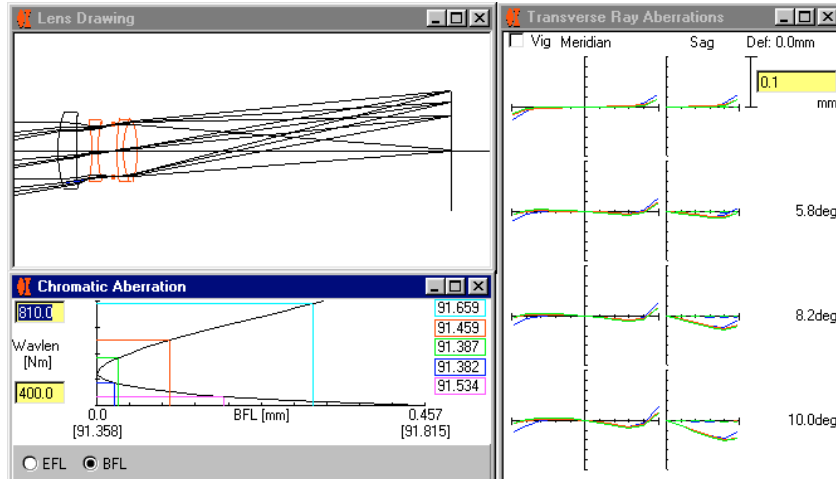 Lens Drawing
Chromatic Aberration
810.0
Wavlen
[Nm]
400.0
91.659
91.459
91.387
91.382
91.534
0.0
BFL [mm]
0.457
[91.358]
[91.815]
EFL
BFL
Transverse Ray Aberrations
Vig
Meridian
Sag
Def: 0.0mm
0.1
mm
5.8deg
8.2deg
10.0deg